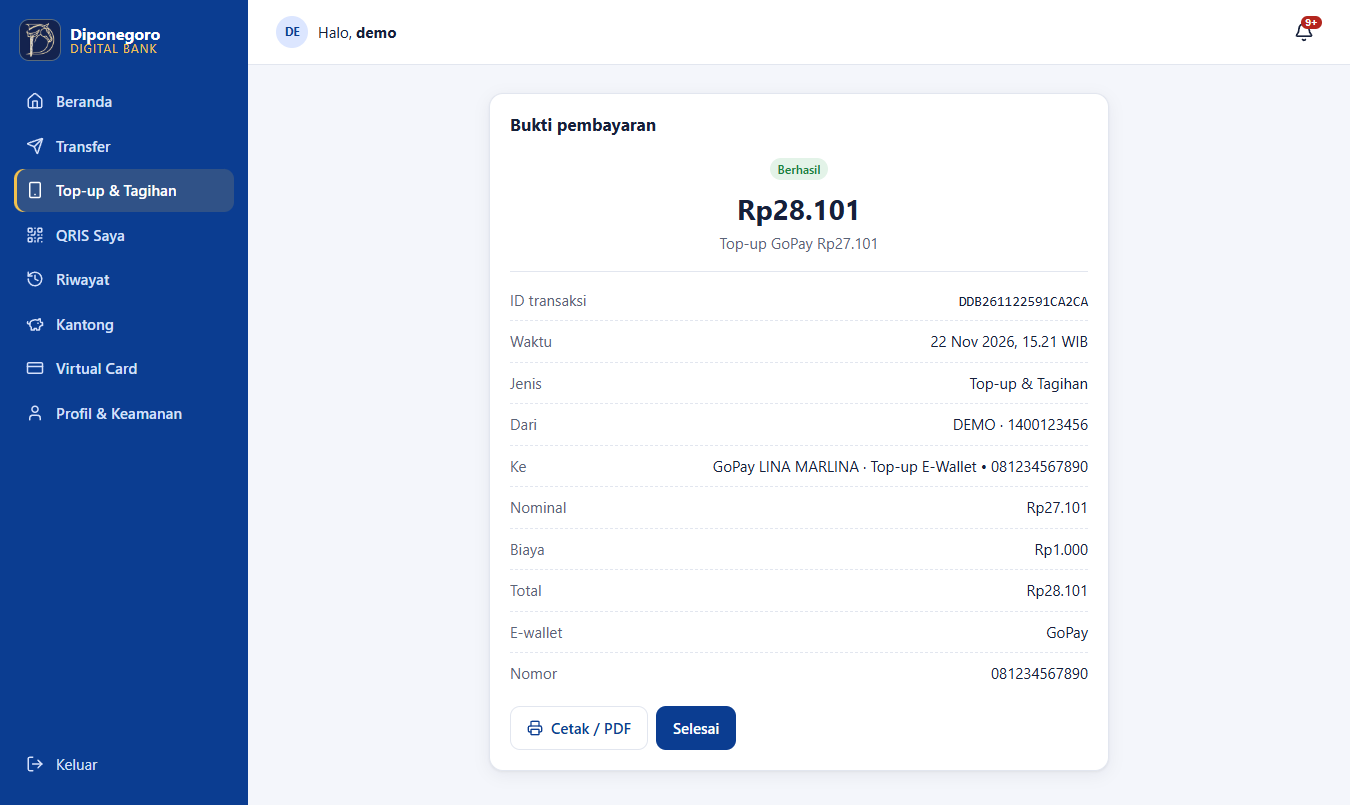 Diponegoro
DIGITAL BANK
Beranda
Transfer
Top-up & Tagihan
QRIS Saya
Riwayat
Kantong
Virtual Card
Profil & Keamanan
Keluar
DE
Halo, demo
9+
Bukti pembayaran
Berhasil
Rp28.101
Top-up GoPay Rp27.101
ID transaksi DDB261122591CA2CA
Waktu 22 Nov 2026, 15.21 WIB
Jenis Top-up & Tagihan
Dari DEMO · 1400123456
Ke GoPay LINA MARLINA · Top-up E-Wallet • 081234567890
Nominal Rp27.101
Biaya Rp1.000
Total Rp28.101
E-wallet GoPay
Nomor 081234567890
Cetak / PDF Selesai